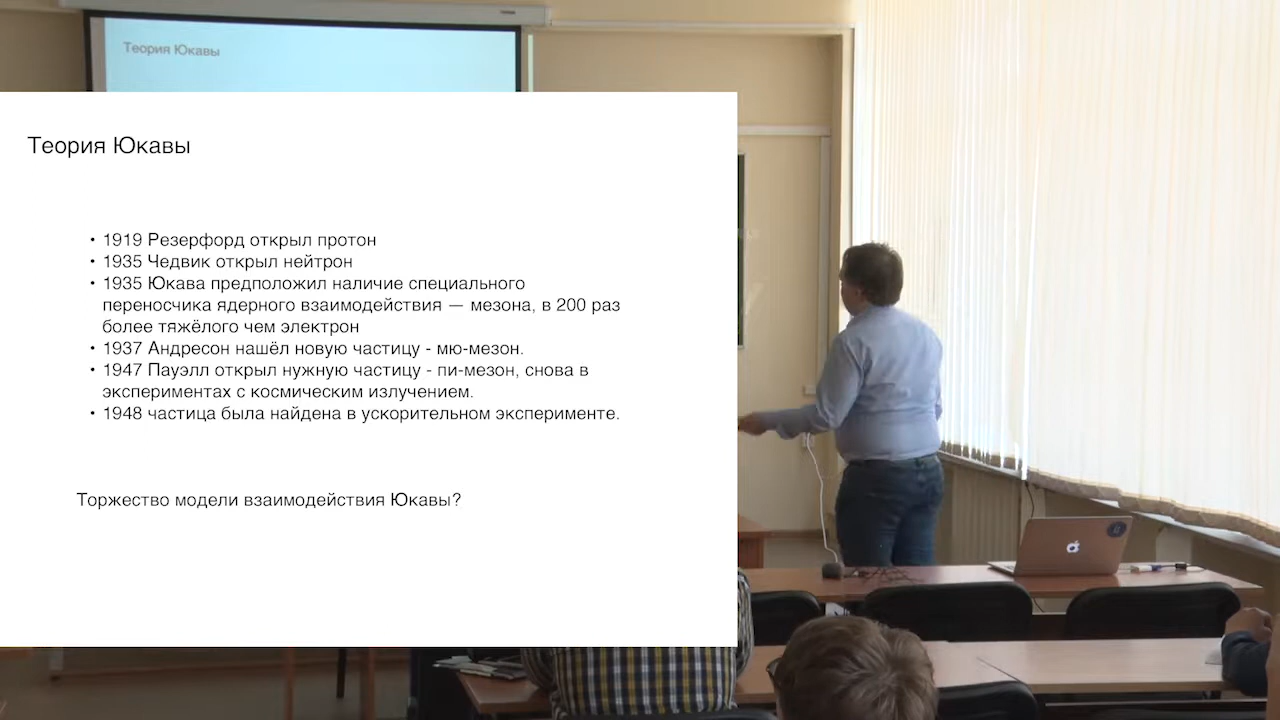 Теория Юкавы
Теория Юкавы
• 1919 Резерфорд открыл протон
• 1935 Чедвик открыл нейтрон
• 1935 Юкава предположил наличие специального
переносчика ядерного взаимодействия — мезона, в 200 раз
более тяжёлого чем электрон
• 1937 Андресон нашёл новую частицу - мю-мезон.
• 1947 Пауэлл открыл нужную частицу - пи-мезон, снова в
экспериментах с космическим излучением.
• 1948 частица была найдена в ускорительном эксперименте.
Торжество модели взаимодействия Юкавы?